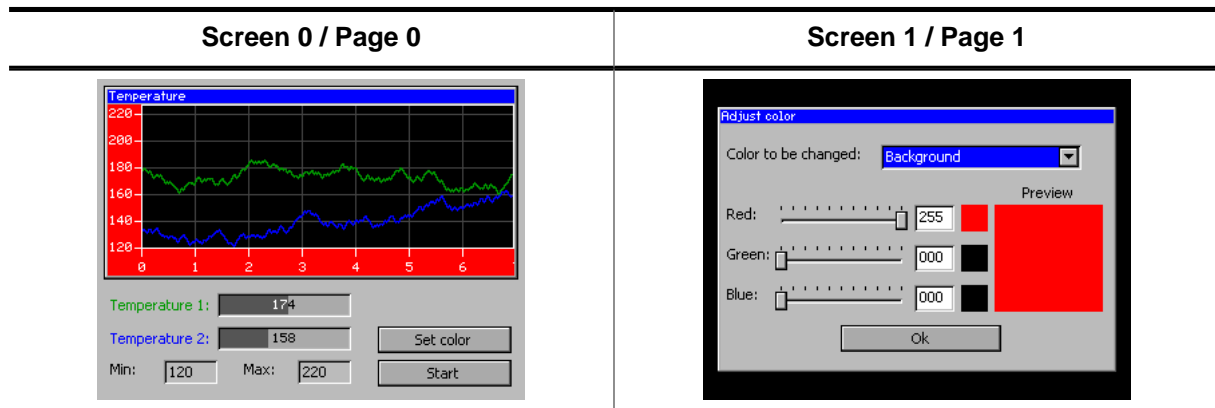 Screen 0 / Page 0
Screen 1 / Page 1
Temperature
220
200
180
160
140
120
0 1 2 3 4 5 6
Temperature 1: 174
Temperature 2: 158
Set color
Min: 120 Max: 220
Start
Adjust color
Color to be changed: Background
Preview
Red: 255
Green: 000
Blue: 000
Ok